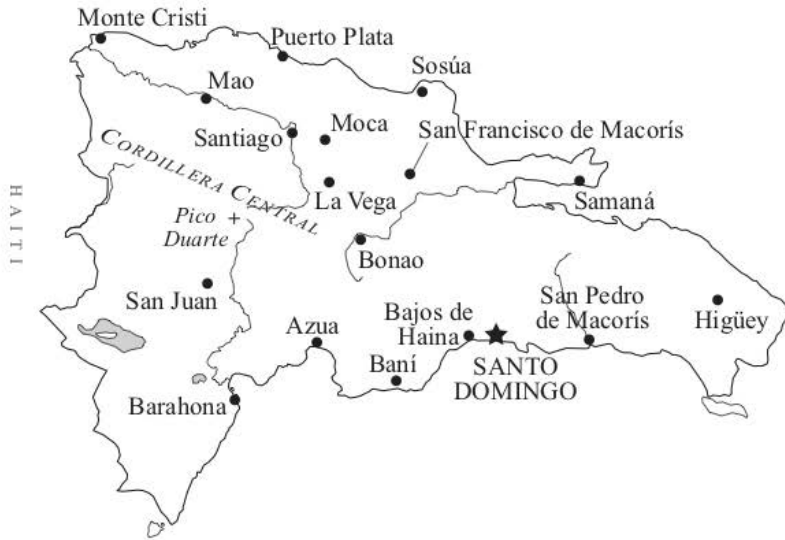 Monte Cristi
Puerto Plata
Sosúa
Mao
Santiago
Moca
San Francisco de Macorís
CORDILLERA CENTRAL
HAITI
La Vega
Samaná
Pico +
Duarte
Bonao
San Juan
Azua
Bajos de
Haina
San Pedro
de Macorís
Higüey
Baní
SANTO
DOMINGO
Barahona